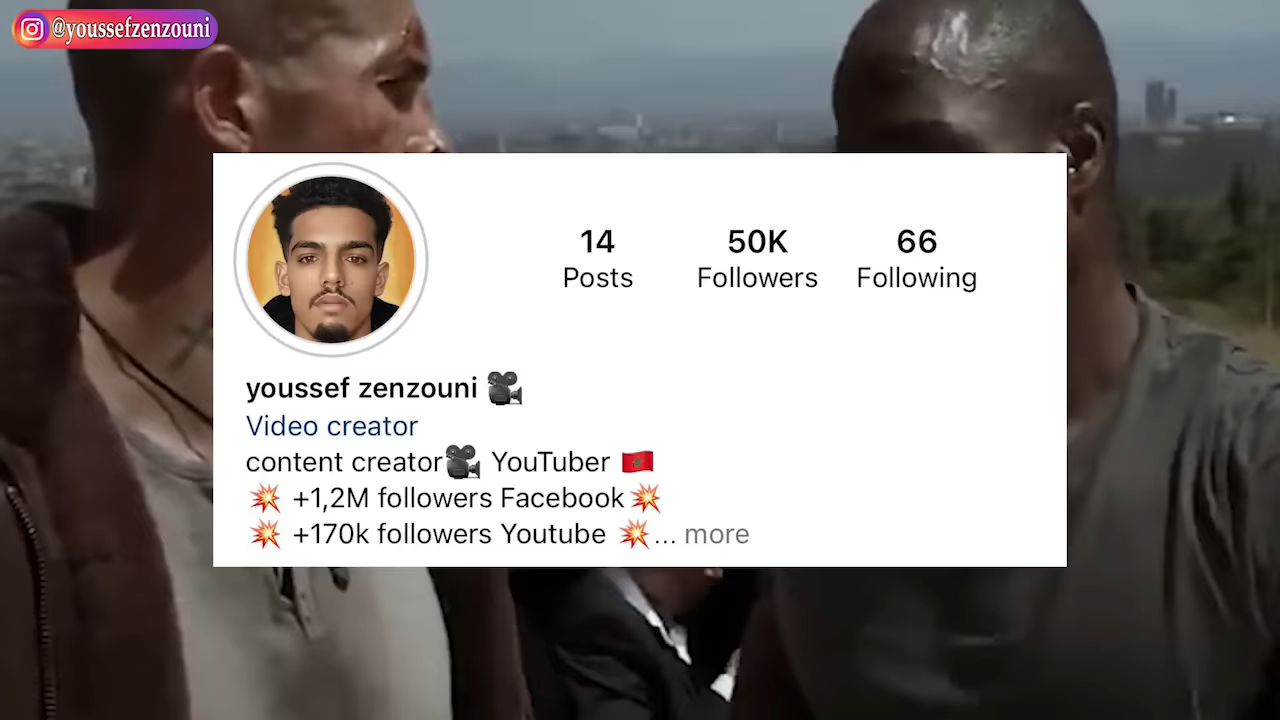 @youssefzenzouni
14
50K
66
Posts
Followers
Following
youssef zenzouni 🎥
Video creator
content creator🎥 YouTuber 🇲🇦
💥 +1,2M followers Facebook💥
💥 +170k followers Youtube 💥... more